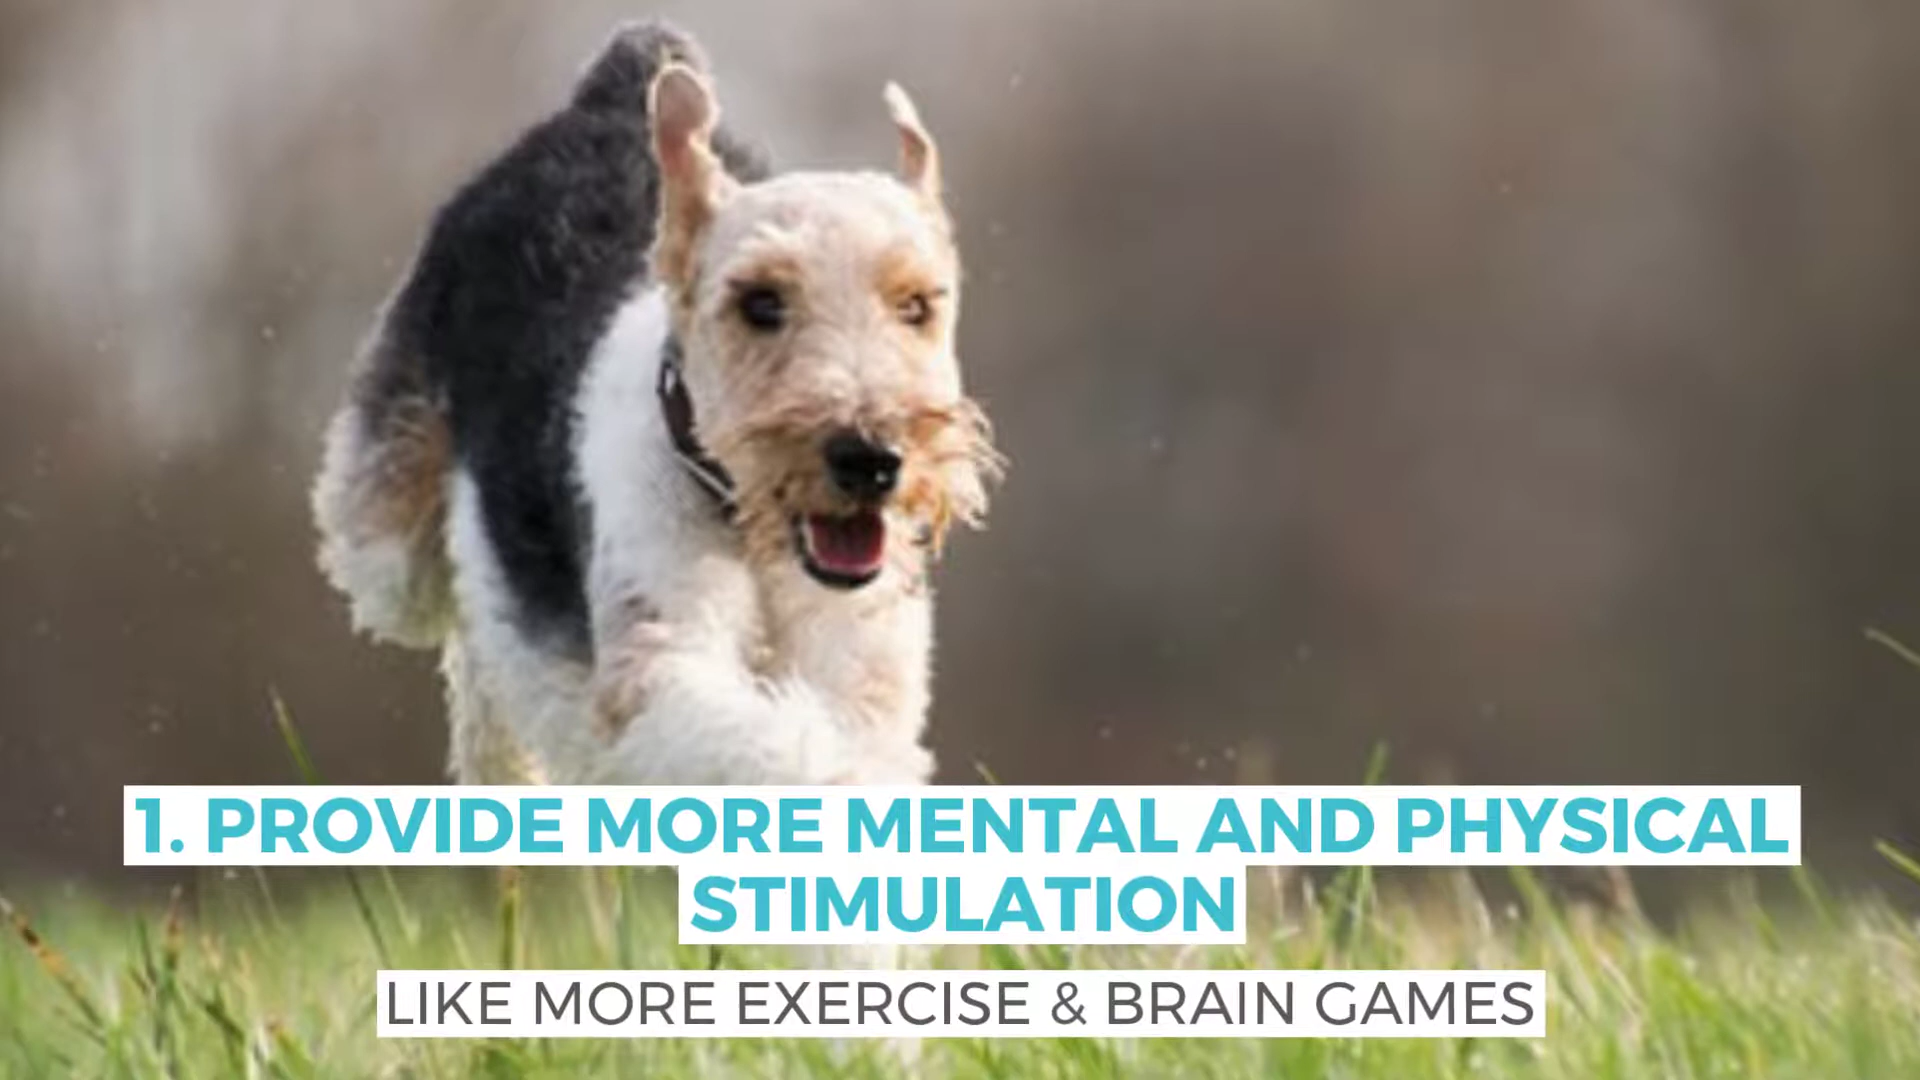 1. PROVIDE MORE MENTAL AND PHYSICAL
STIMULATION
LIKE MORE EXERCISE & BRAIN GAMES